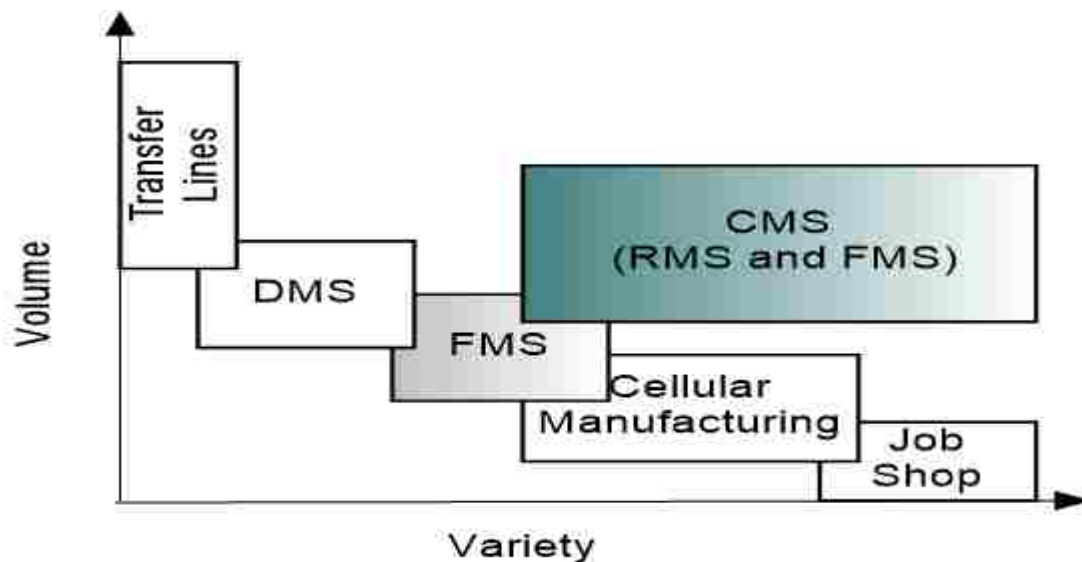 Transfer
Lines
DMS
FMS
CMS
(RMS and FMS)
Cellular
Manufacturing
Job
Shop
Volume
Variety